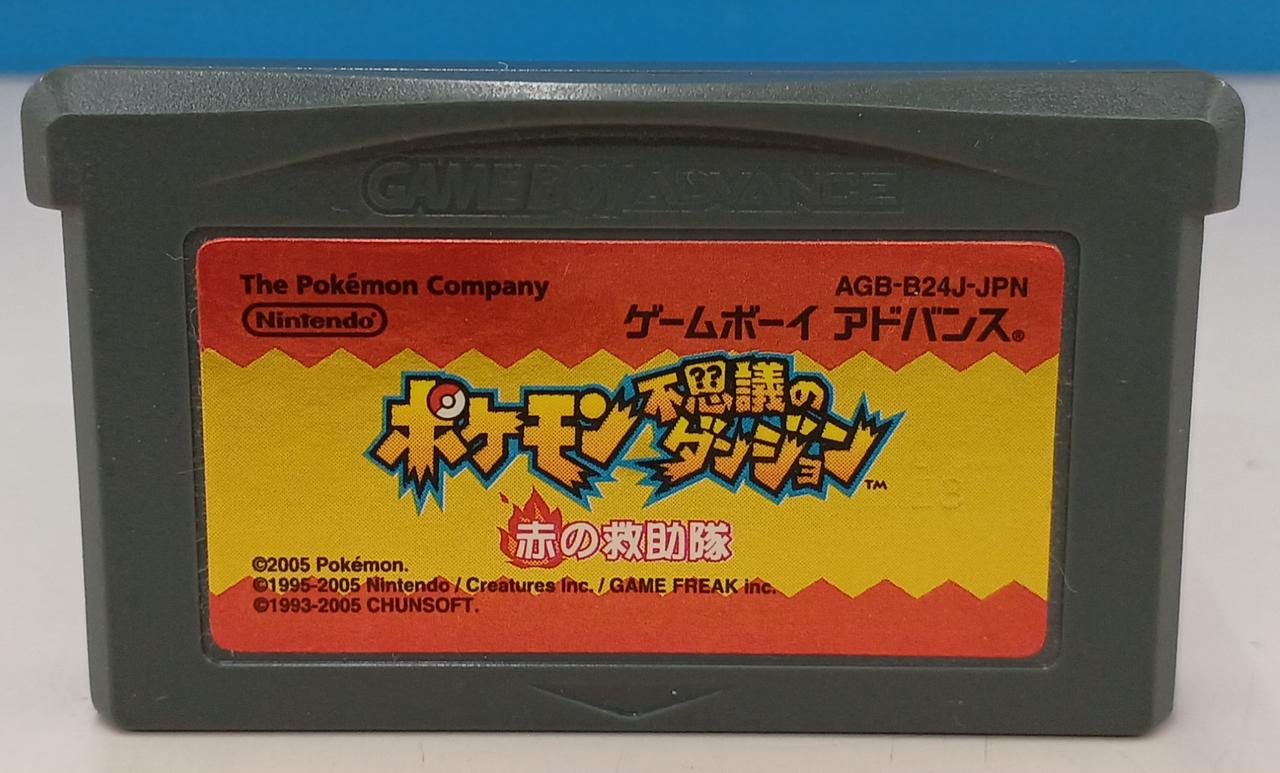 GAME BOY ADVANCE
The Pokémon Company
Nintendo
AGB-B24J-JPN
ゲームボーイ アドバンス®
ポケモン不思議のダンジョン™
赤の救助隊
©2005 Pokémon.
©1995-2005 Nintendo / Creatures Inc. / GAME FREAK inc.
©1993-2005 CHUNSOFT.